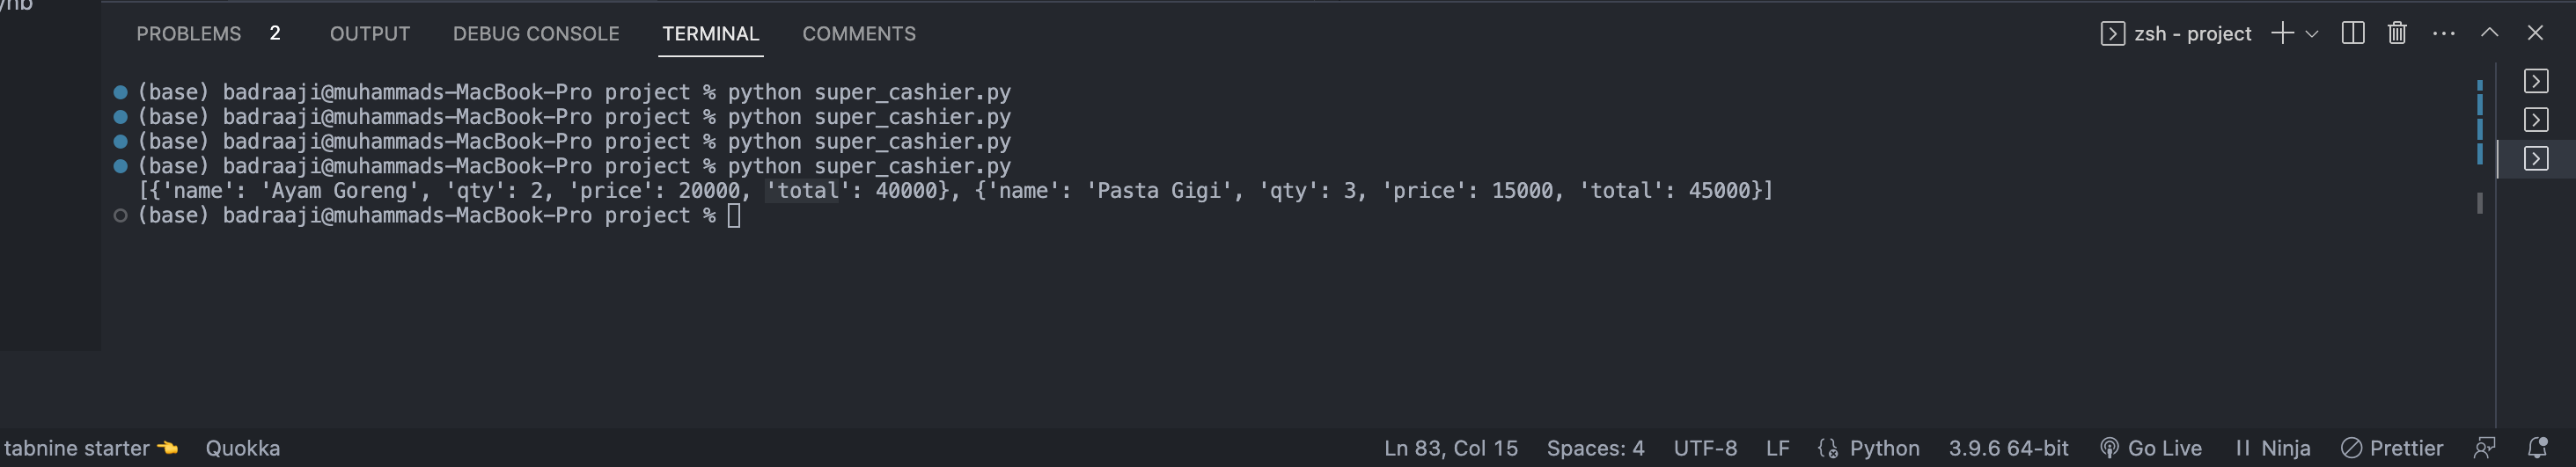 ynb
PROBLEMS 2 OUTPUT DEBUG CONSOLE TERMINAL COMMENTS zsh - project
(base) badraaji@muhammads-MacBook-Pro project % python super_cashier.py
(base) badraaji@muhammads-MacBook-Pro project % python super_cashier.py
(base) badraaji@muhammads-MacBook-Pro project % python super_cashier.py
(base) badraaji@muhammads-MacBook-Pro project % python super_cashier.py
[{'name': 'Ayam Goreng', 'qty': 2, 'price': 20000, 'total': 40000}, {'name': 'Pasta Gigi', 'qty': 3, 'price': 15000, 'total': 45000}]
(base) badraaji@muhammads-MacBook-Pro project %
tabnine starter 👈 Quokka Ln 83, Col 15 Spaces: 4 UTF-8 LF Python 3.9.6 64-bit Go Live Ninja Prettier